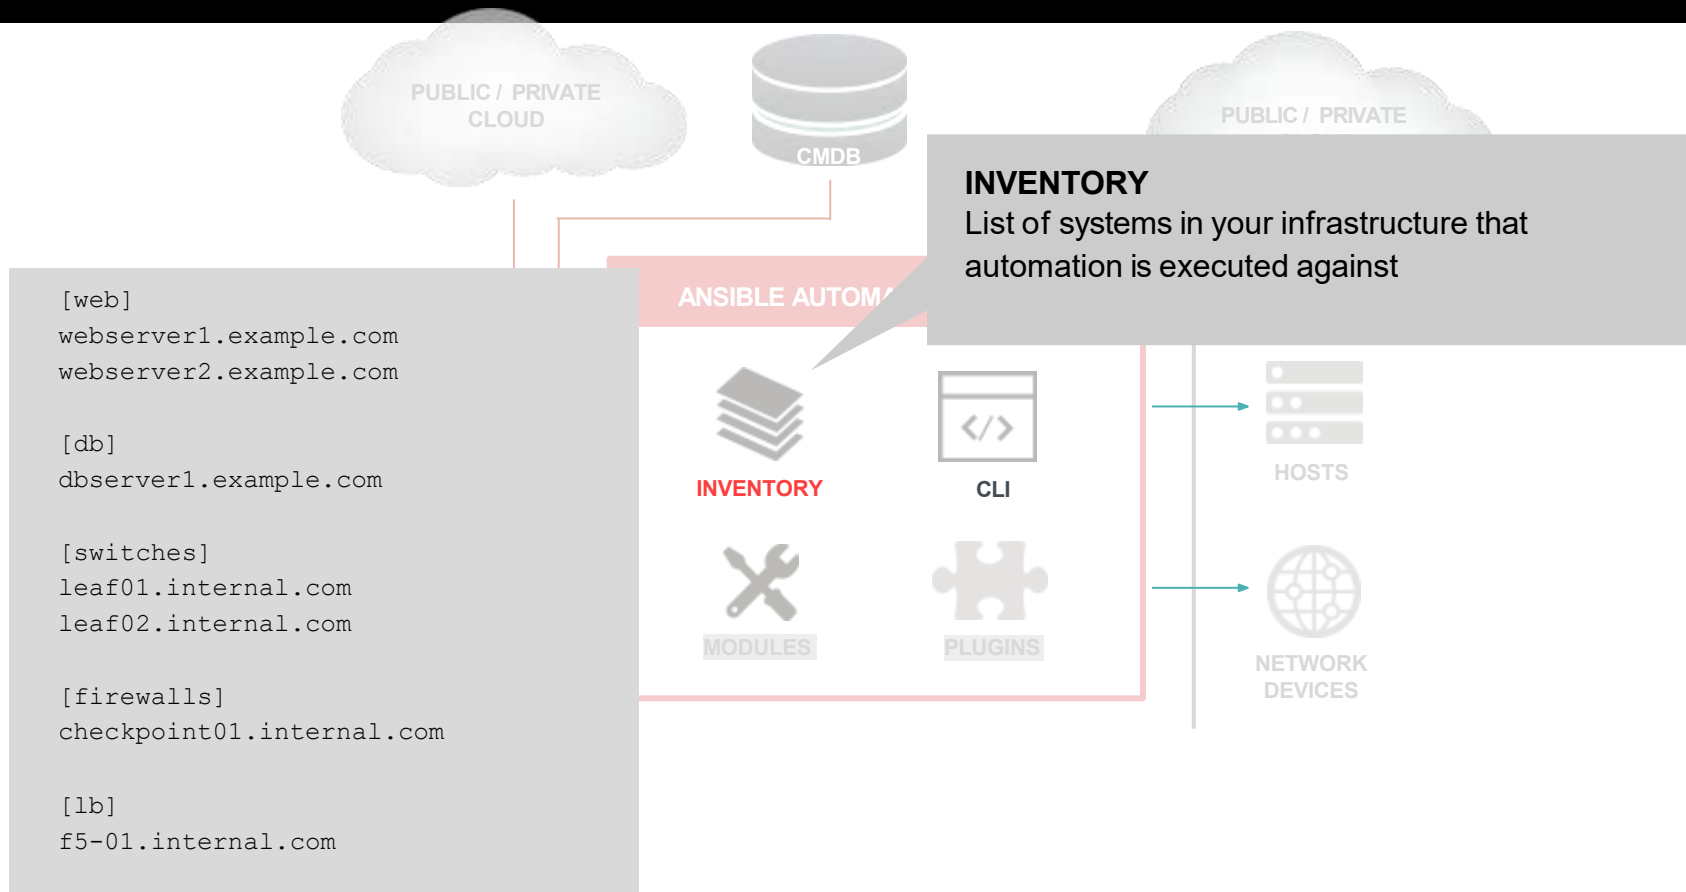 PUBLIC / PRIVATE
CLOUD
CMDB
PUBLIC / PRIVATE
INVENTORY
List of systems in your infrastructure that
automation is executed against
ANSIBLE
[web]
webserver1.example.com
webserver2.example.com
[db]
dbserver1.example.com
[switches]
leaf01.internal.com
leaf02.internal.com
[firewalls]
checkpoint01.internal.com
[lb]
f5-01.internal.com
</>
INVENTORY
CLI
MODULES
PLUGINS
HOSTS
NETWORK
DEVICES